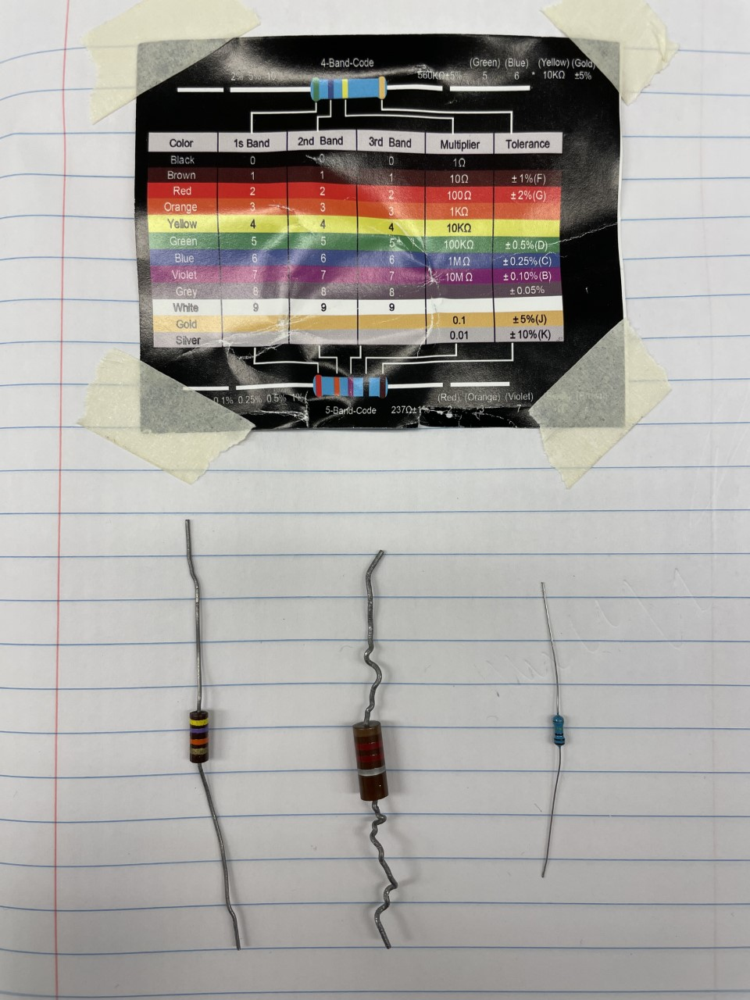 4-Band-Code
(Green) (Blue) (Yellow) (Gold)
560KΩ±5% 5 6 * 10KΩ ±5%
Color 1s Band 2nd Band 3rd Band Multiplier Tolerance
Black 0 0 0 1Ω
Brown 1 1 1 10Ω ±1%(F)
Red 2 2 2 100Ω ±2%(G)
Orange 3 3 3 1KΩ
Yellow 4 4 4 10KΩ
Green 5 5 5 100KΩ ±0.5%(D)
Blue 6 6 6 1MΩ ±0.25%(C)
Violet 7 7 7 10MΩ ±0.10%(B)
Grey 8 8 8 ±0.05%
White 9 9 9
Gold 0.1 ±5%(J)
Silver 0.01 ±10%(K)
0.1% 0.25% 0.5% 1%
(Red) (Orange) (Violet)
5-Band-Code 237Ω±1%= 2 3 7